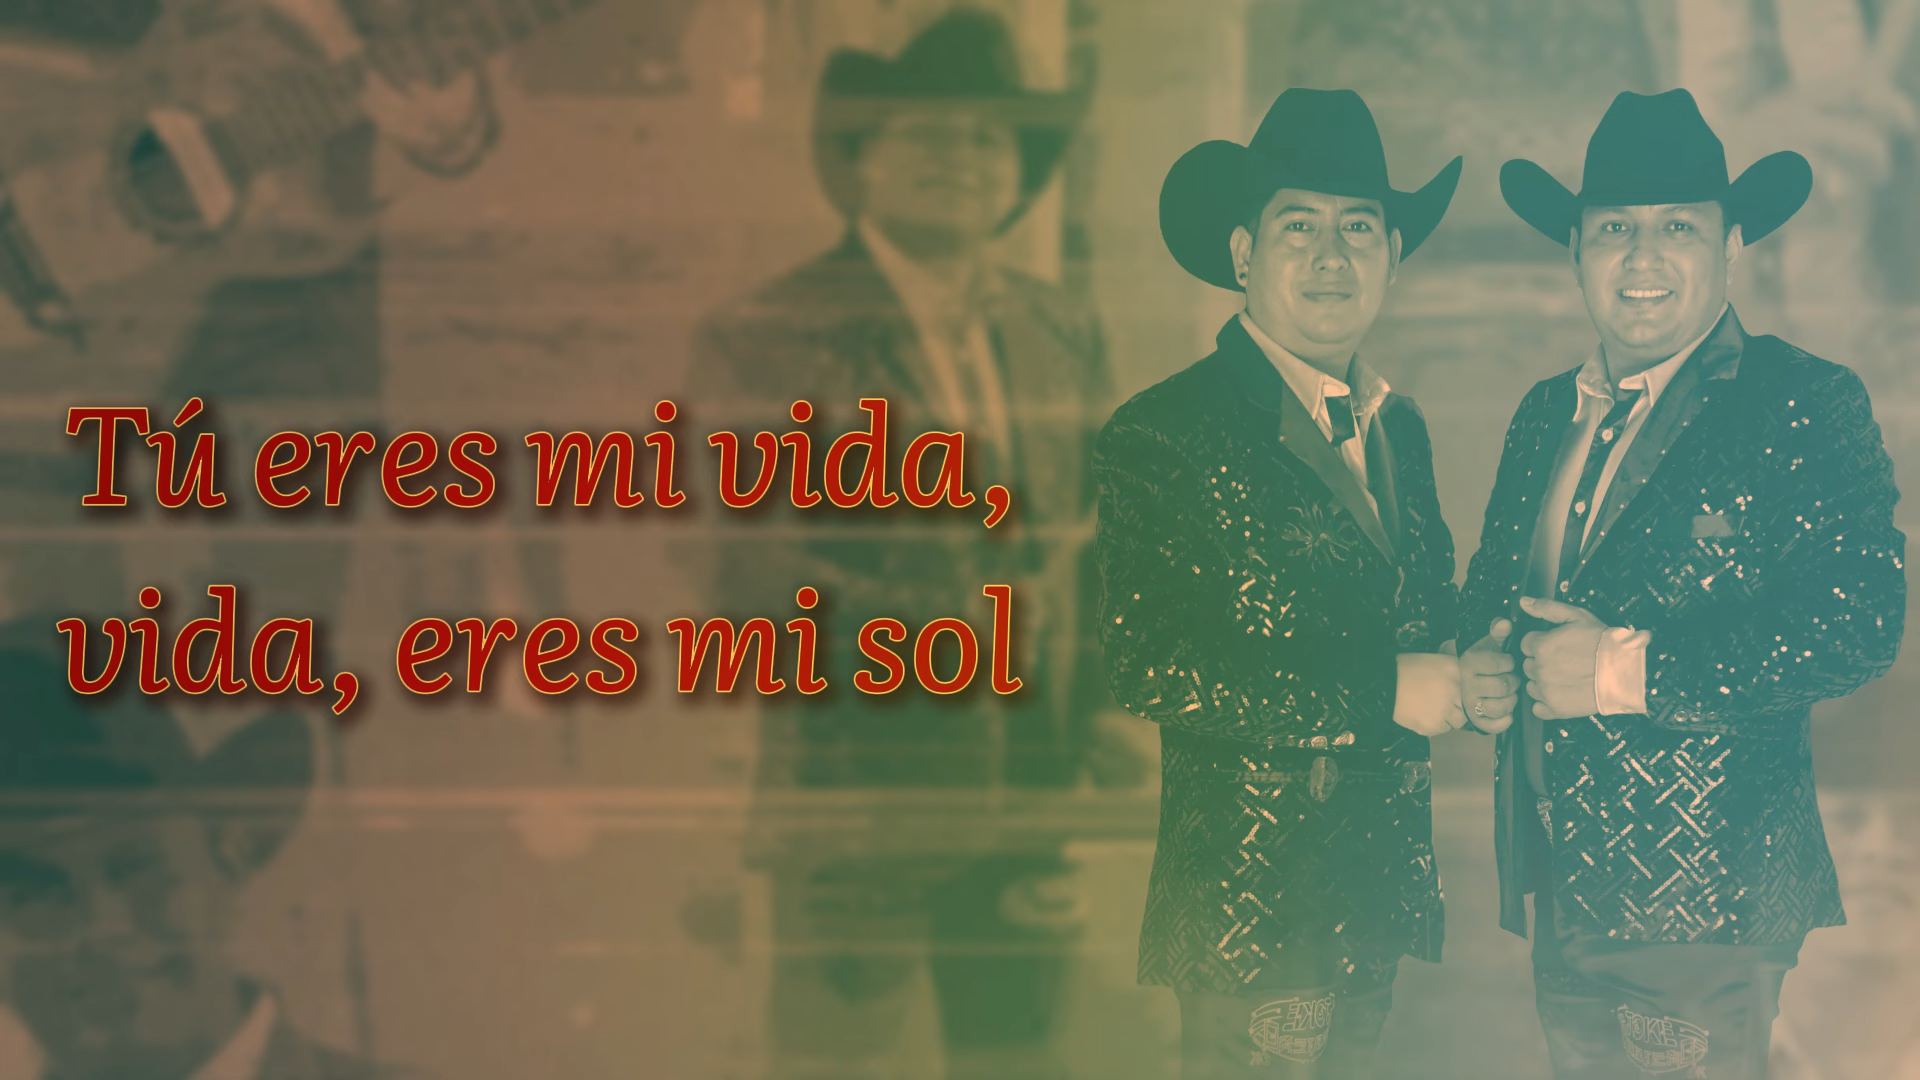 Tú eres mi vida,
vida, eres mi sol